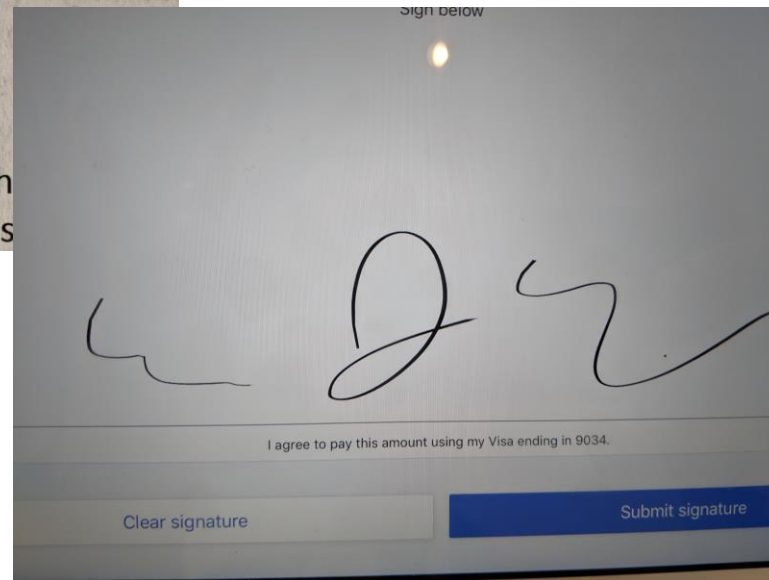 Sign below
I agree to pay this amount using my Visa ending in 9034.
Clear signature
Submit signature